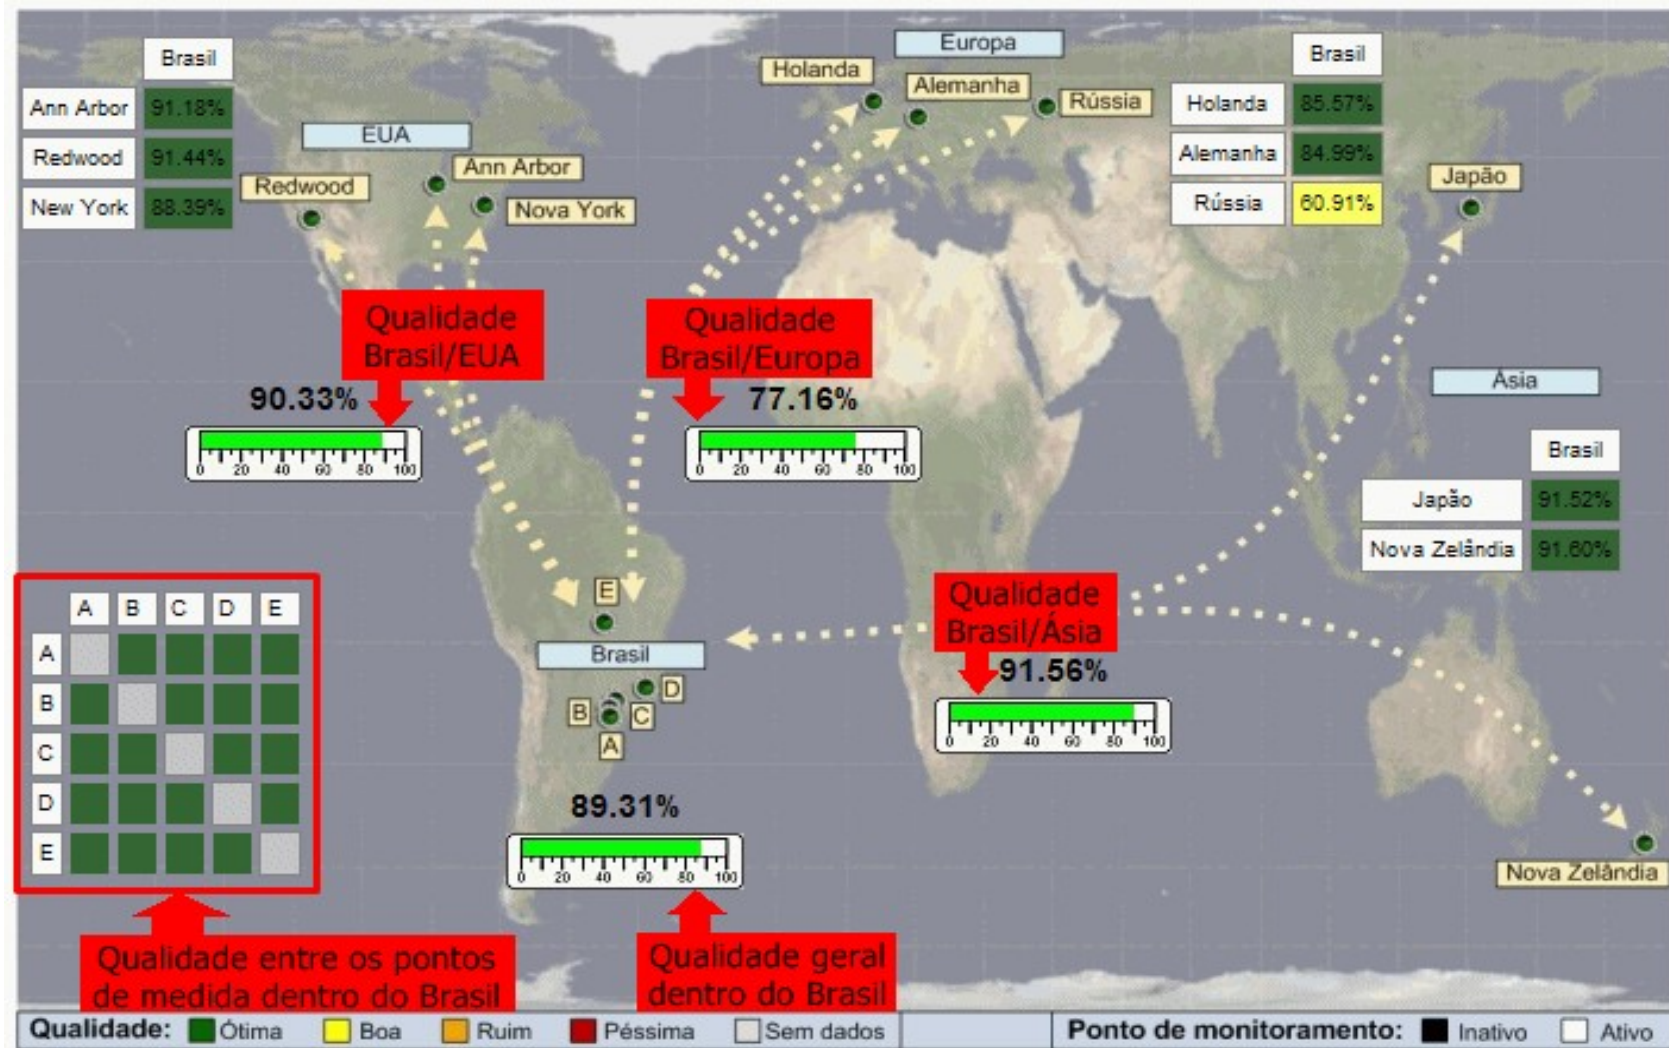 Brasil
Ann Arbor 91.18%
Redwood 91.44%
New York 88.39%
EUA
Redwood
Ann Arbor
Nova York
Europa
Holanda
Alemanha
Rússia
Brasil
Holanda 85.57%
Alemanha 84.99%
Rússia 60.91%
Japão
Qualidade
Brasil/EUA
90.33%
0 20 40 60 80 100
Qualidade
Brasil/Europa
77.16%
0 20 40 60 80 100
Ásia
Brasil
Japão 91.52%
Nova Zelândia 91.60%
Qualidade
Brasil/Ásia
91.56%
0 20 40 60 80 100
E
Brasil
D
B
C
A
A B C D E
A
B
C
D
E
89.31%
0 20 40 60 80 100
Nova Zelândia
Qualidade entre os pontos
de medida dentro do Brasil
Qualidade geral
dentro do Brasil
Qualidade: Ótima Boa Ruim Péssima Sem dados
Ponto de monitoramento: Inativo Ativo